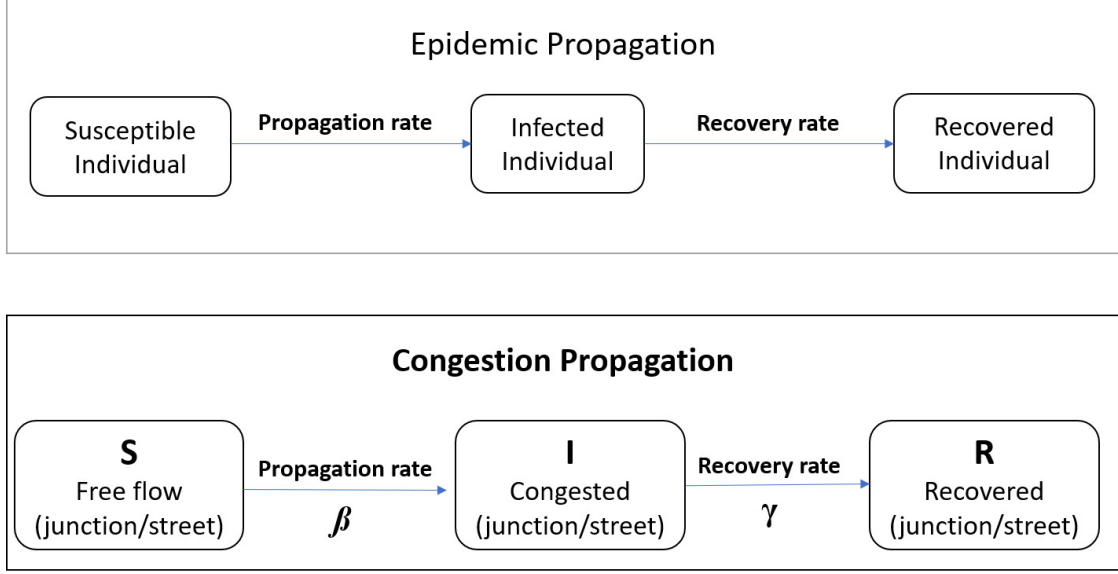 Epidemic Propagation
Susceptible
Individual
Propagation rate
Infected
Individual
Recovery rate
Recovered
Individual
Congestion Propagation
S
Free flow
(junction/street)
Propagation rate
β
I
Congested
(junction/street)
Recovery rate
γ
R
Recovered
(junction/street)